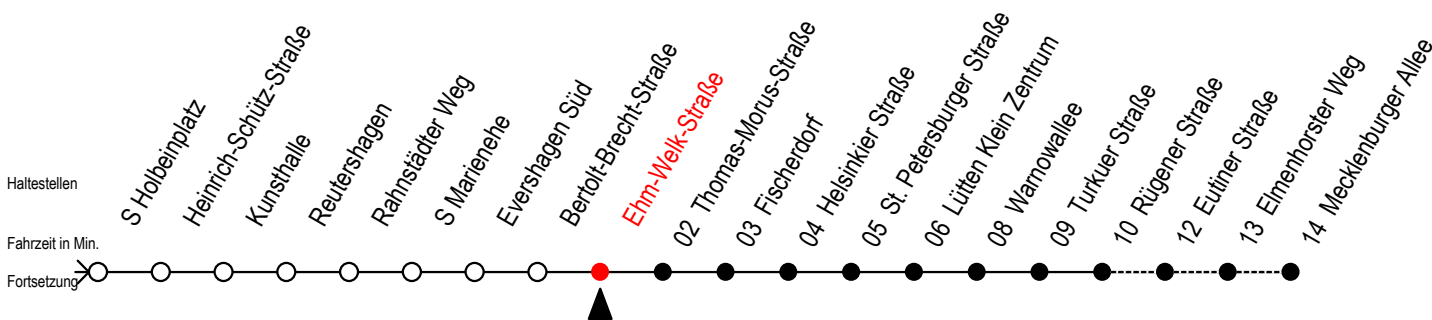 Haltestellen
Fahrzeit in Min.
Fortsetzung
S Holbeinplatz
Heinrich-Schütz-Straße
Kunsthalle
Reutershagen
Rahnstädter Weg
S Marienehe
Evershagen Süd
Bertolt-Brecht-Straße
Ehm-Welk-Straße
02 Thomas-Morus-Straße
03 Fischerdorf
04 Helsinkier Straße
05 St. Petersburger Straße
06 Lütten Klein Zentrum
08 Warnowallee
09 Turkuer Straße
10 Rügener Straße
12 Eutiner Straße
13 Elmenhorster Weg
14 Mecklenburger Allee